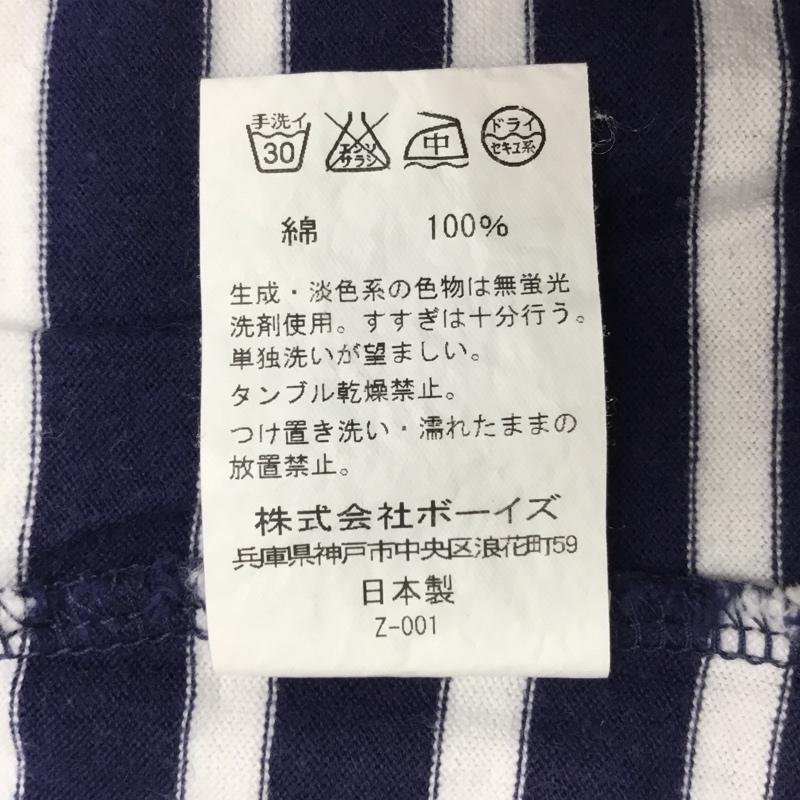 手洗イ
30
エンソ
サラシ
中
ドライ
セキユ系
綿 100%
生成・淡色系の色物は無蛍光
洗剤使用。すすぎは十分行う。
単独洗いが望ましい。
タンブル乾燥禁止。
つけ置き洗い・濡れたままの
放置禁止。
株式会社ボーイズ
兵庫県神戸市中央区浪花町59
日本製
Z-001